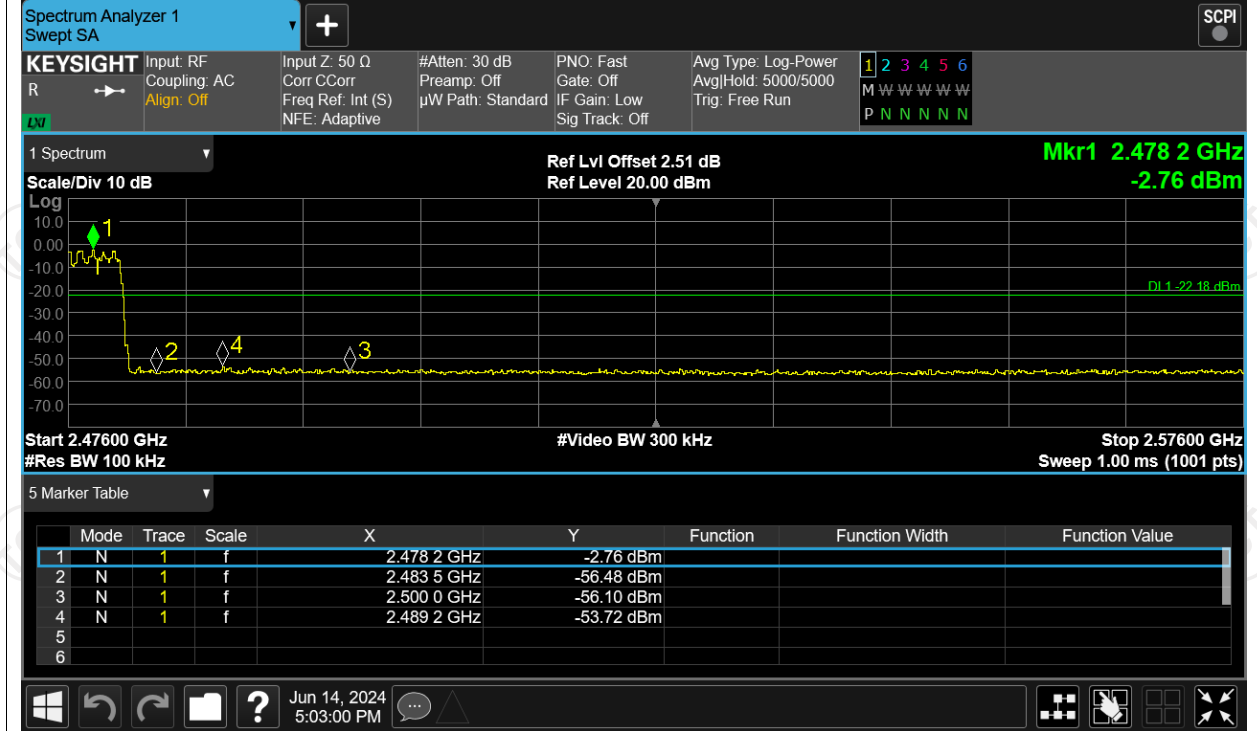 Spectrum Analyzer 1
Swept SA
+
SCPI
KEYSIGHT
R
LXI
Input: RF
Coupling: AC
Align: Off
Input Z: 50 Ω
Corr CCorr
Freq Ref: Int (S)
NFE: Adaptive
#Atten: 30 dB
Preamp: Off
µW Path: Standard
PNO: Fast
Gate: Off
IF Gain: Low
Sig Track: Off
Avg Type: Log-Power
Avg|Hold: 5000/5000
Trig: Free Run
1 2 3 4 5 6
M W W W W W W
P N N N N N
1 Spectrum
Scale/Div 10 dB
Ref Lvl Offset 2.51 dB
Ref Level 20.00 dBm
Mkr1 2.478 2 GHz
-2.76 dBm
Log
10.0
0.00
-10.0
-20.0
-30.0
-40.0
-50.0
-60.0
-70.0
1
2
4
3
DL1 -22.18 dBm
Start 2.47600 GHz
#Res BW 100 kHz
#Video BW 300 kHz
Stop 2.57600 GHz
Sweep 1.00 ms (1001 pts)
5 Marker Table
Mode Trace Scale X Y Function Function Width Function Value
1 N 1 f 2.478 2 GHz -2.76 dBm
2 N 1 f 2.483 5 GHz -56.48 dBm
3 N 1 f 2.500 0 GHz -56.10 dBm
4 N 1 f 2.489 2 GHz -53.72 dBm
5
6
?
Jun 14, 2024
5:03:00 PM